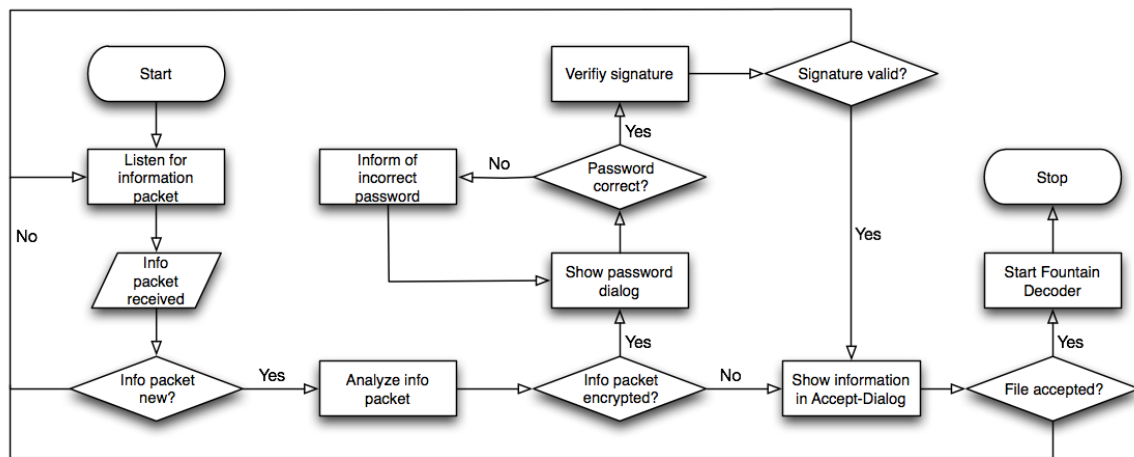 Start
Verifiy signature
Signature valid?
Yes
Listen for
information
packet
Inform of
incorrect
password
No
Password
correct?
Stop
No
Yes
Info
packet
received
Show password
dialog
Start Fountain
Decoder
Yes
Yes
Info packet
new?
Yes
Analyze info
packet
Info packet
encrypted?
No
Show information
in Accept-Dialog
File accepted?